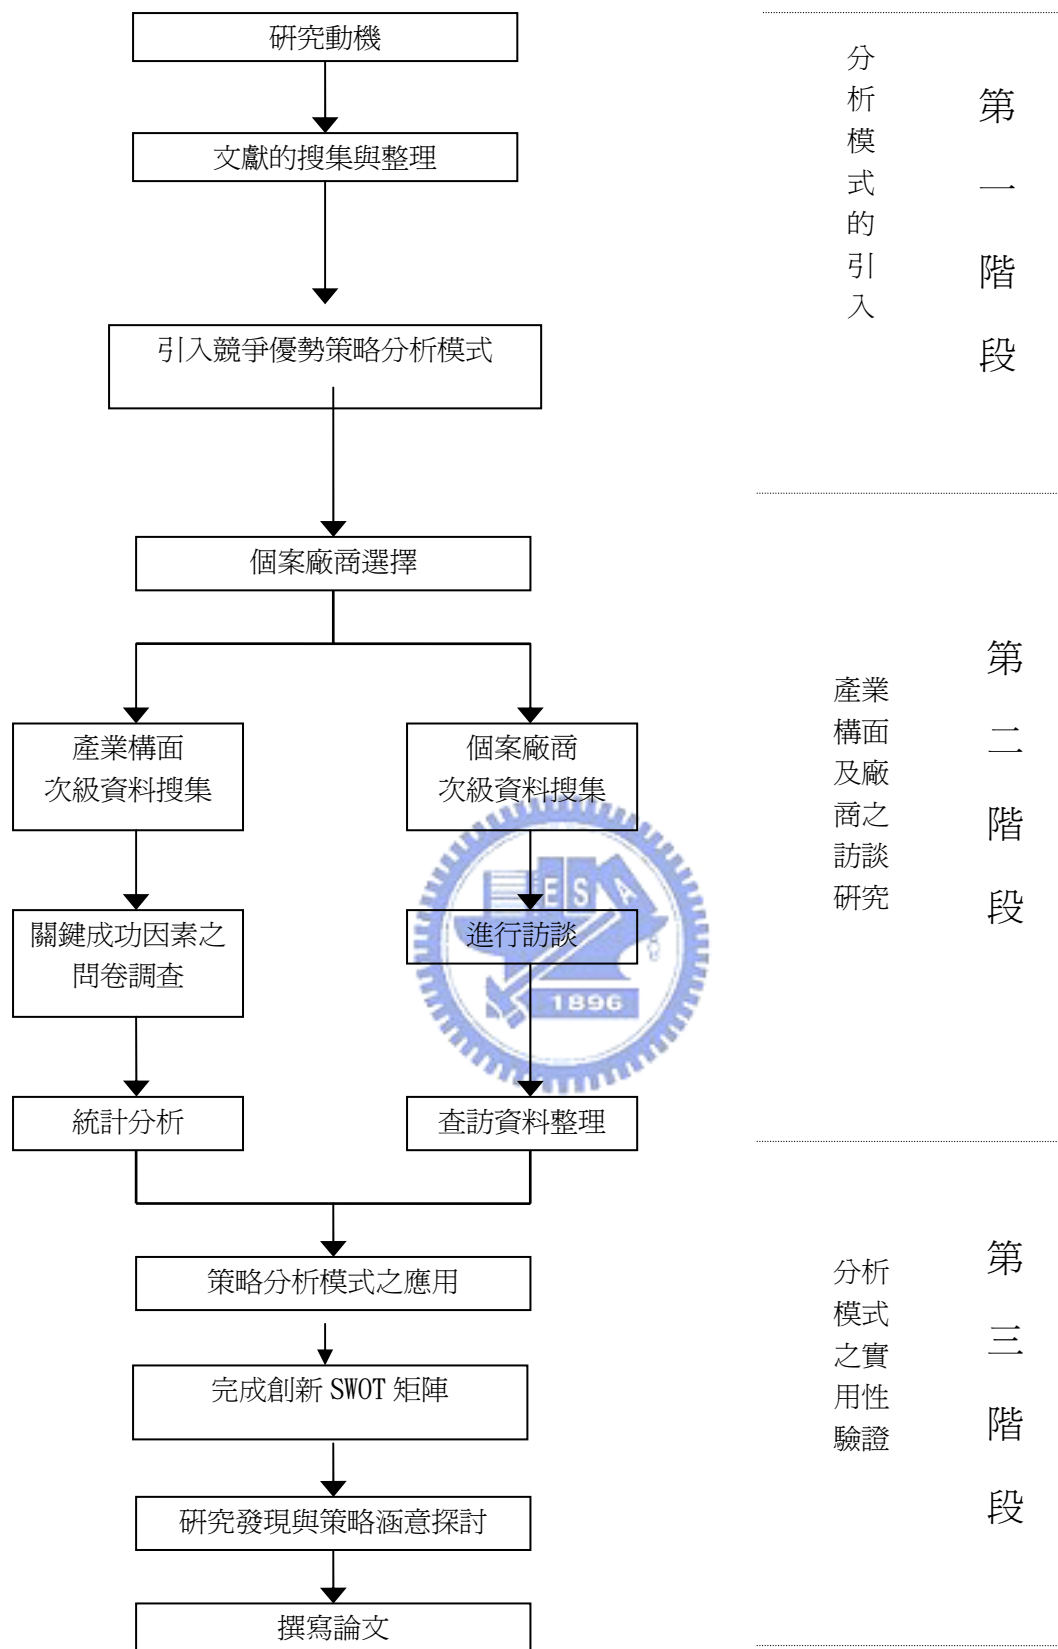 研究動機
文獻的搜集與整理
引入競爭優勢策略分析模式
分析模式的引入
第一階段
個案廠商選擇
產業構面
次級資料搜集
個案廠商
次級資料搜集
關鍵成功因素之
問卷調查
進行訪談
統計分析
查訪資料整理
ESA
1896
產業
構面
及廠
商之
訪談
研究
第二階段
策略分析模式之應用
完成創新 SWOT 矩陣
研究發現與策略涵意探討
撰寫論文
分析
模式
之實
用性
驗證
第三階段